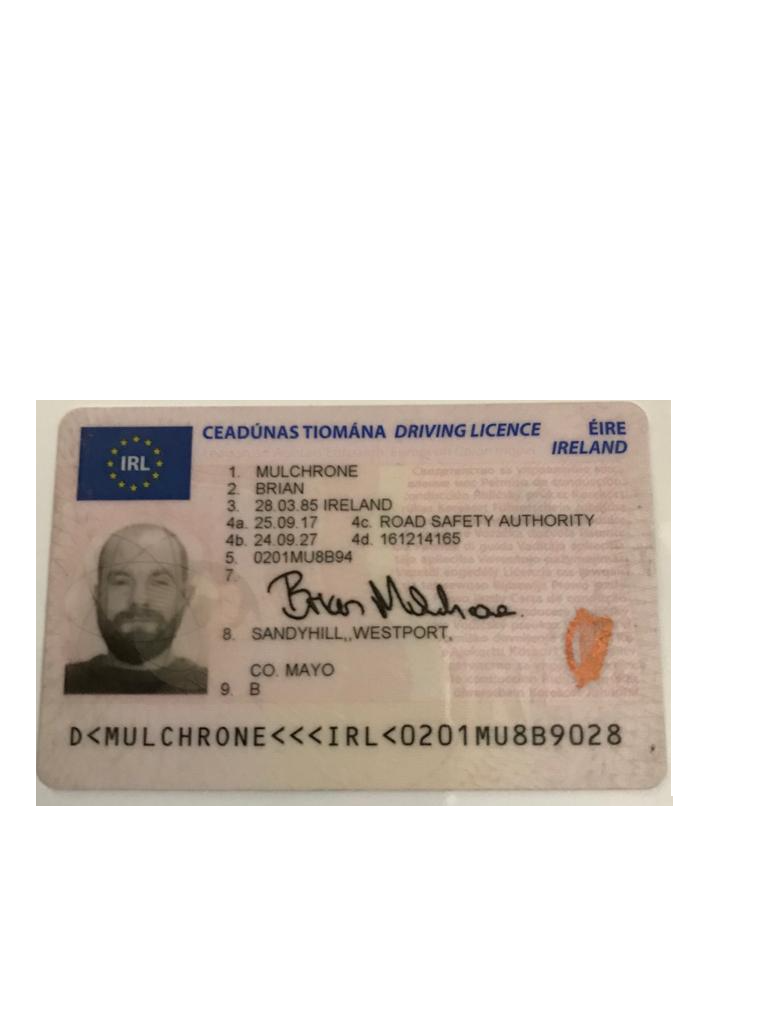 CEADÚNAS TIOMÁNA DRIVING LICENCE ÉIRE
IRELAND
IRL
1. MULCHRONE
2. BRIAN
3. 28.03.85 IRELAND
4a. 25.09.17 4c. ROAD SAFETY AUTHORITY
4b. 24.09.27 4d. 161214165
5. 0201MU8B94
7. Brian Mulchrone
8. SANDYHILL,,WESTPORT,
CO. MAYO
9. B
D<MULCHRONE<<<IRL<0201MU8B9028